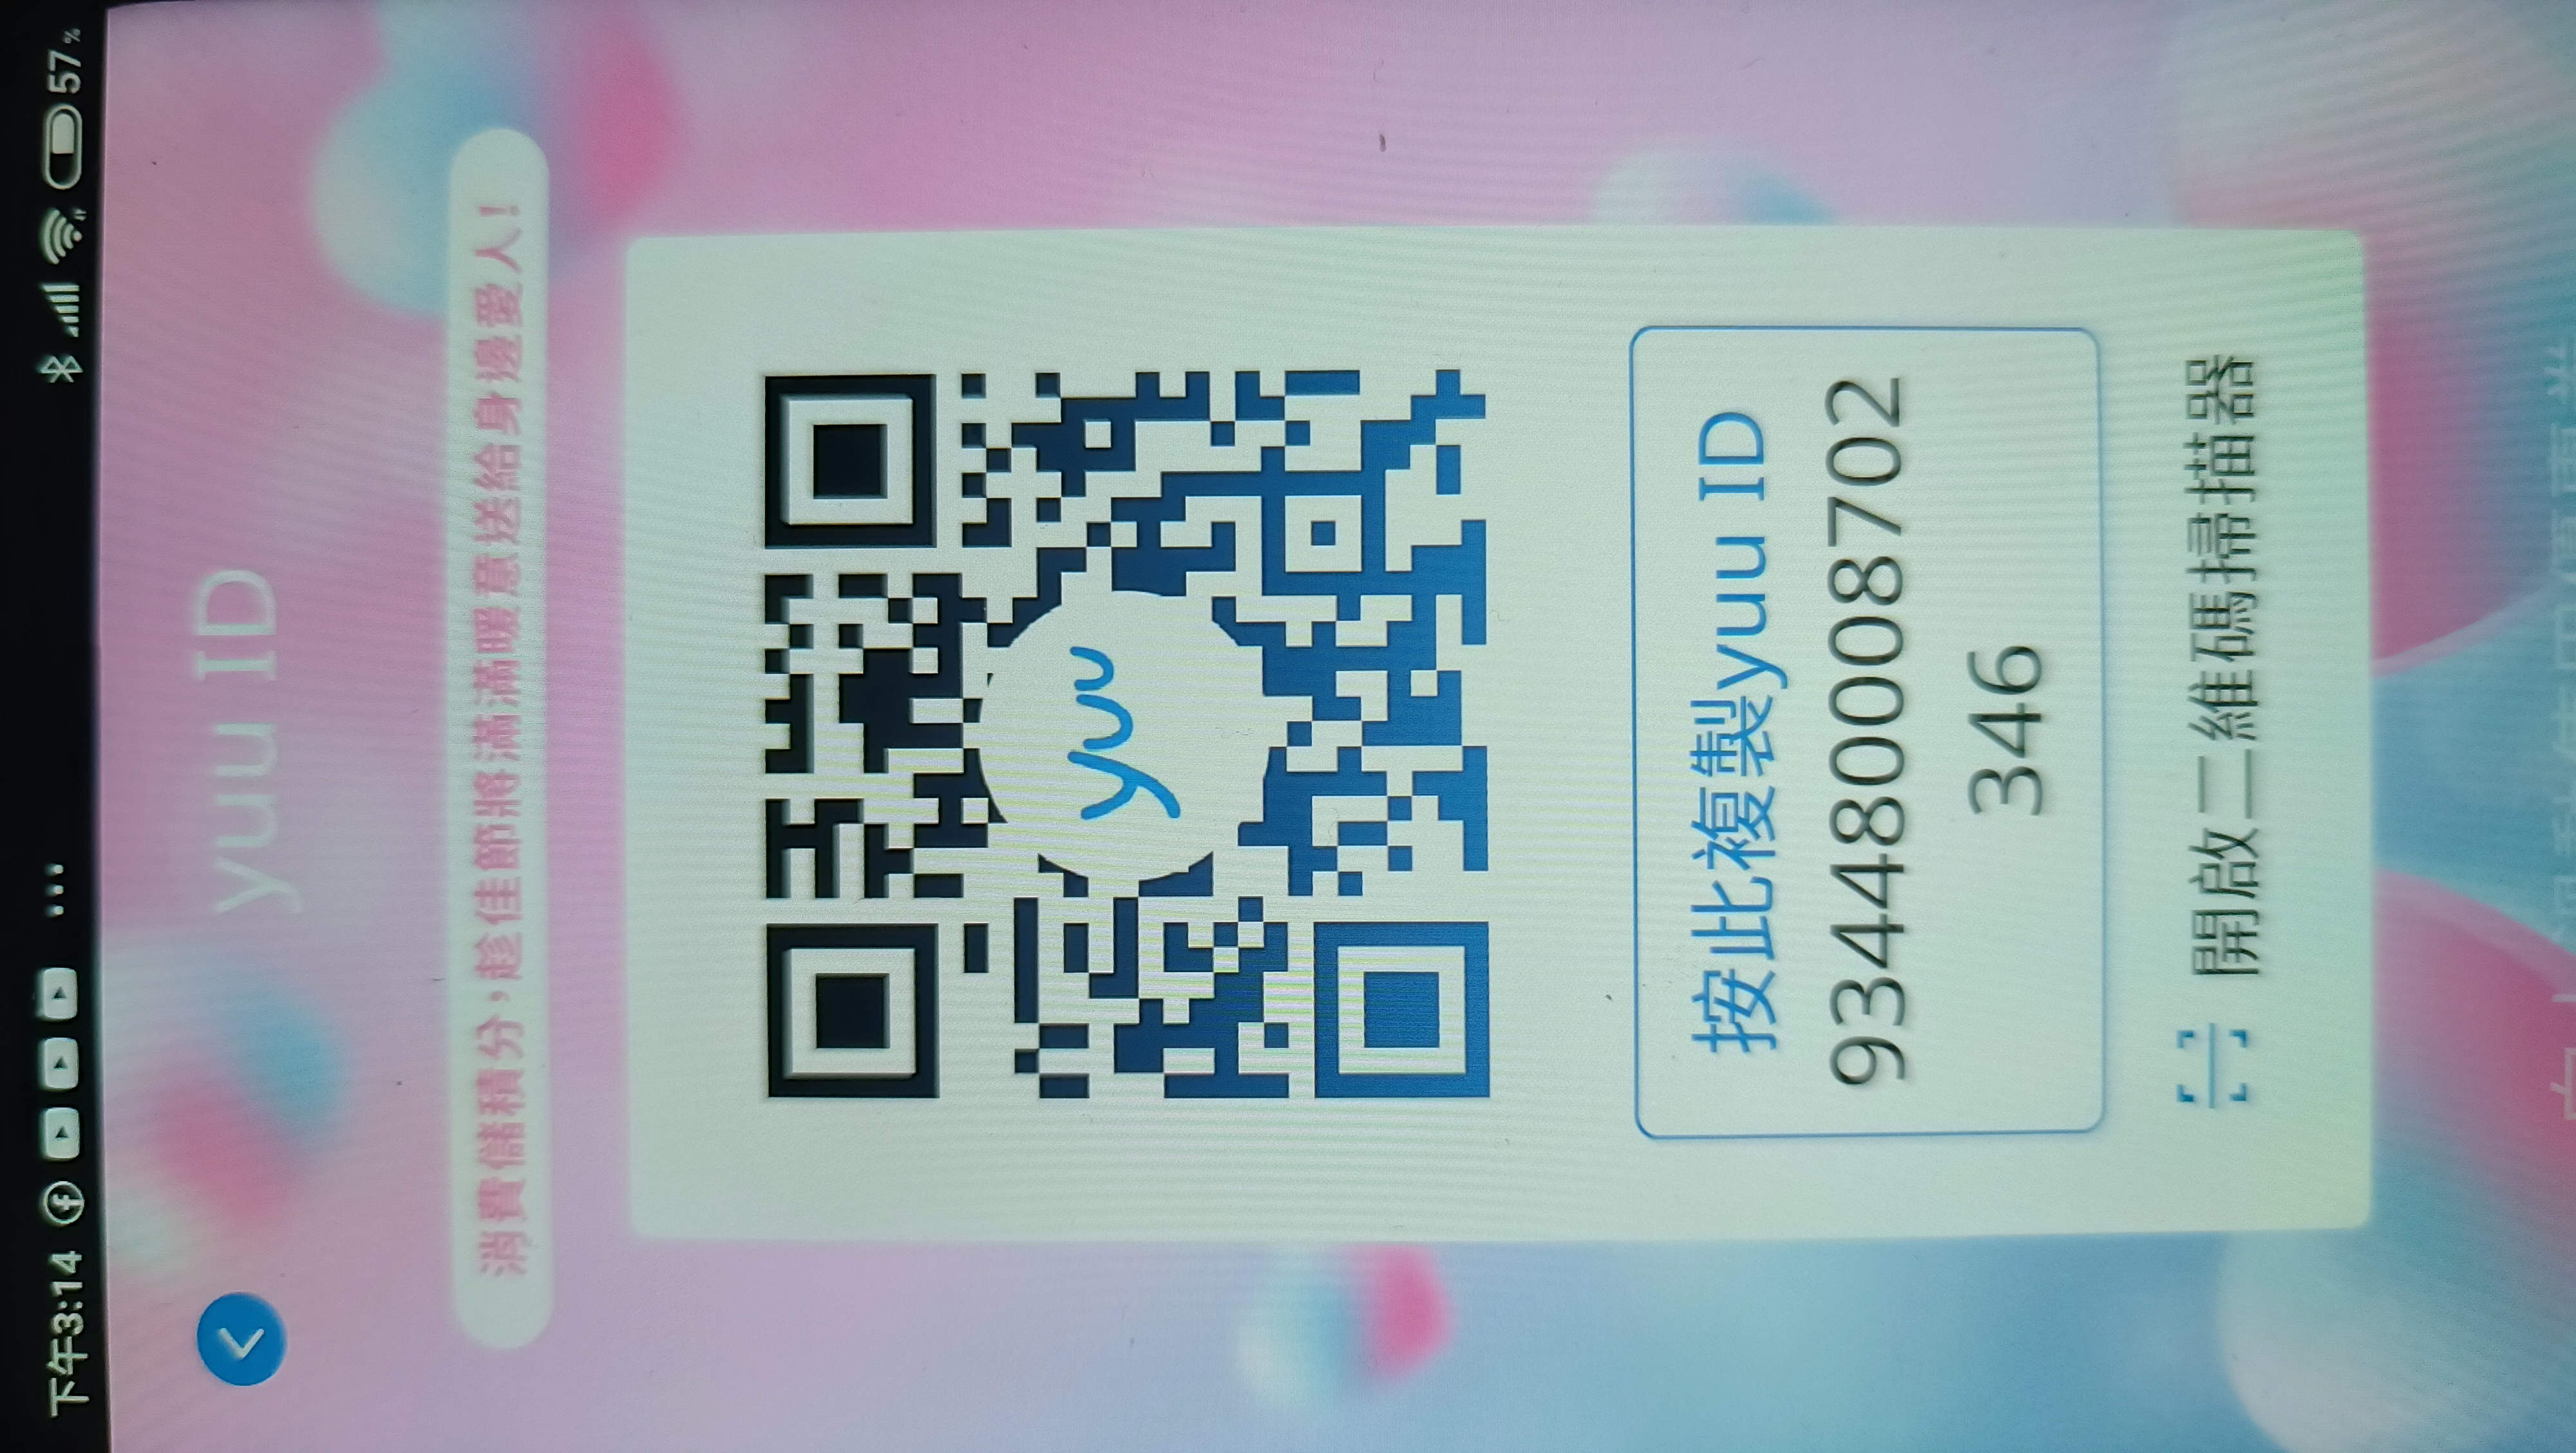 下午3:14
57%
yuu ID
消費儲積分，趁佳節將滿滿暖意送給身邊愛人！
yuu
按此複製yuu ID
9344800008702
346
開啟二維碼掃描器